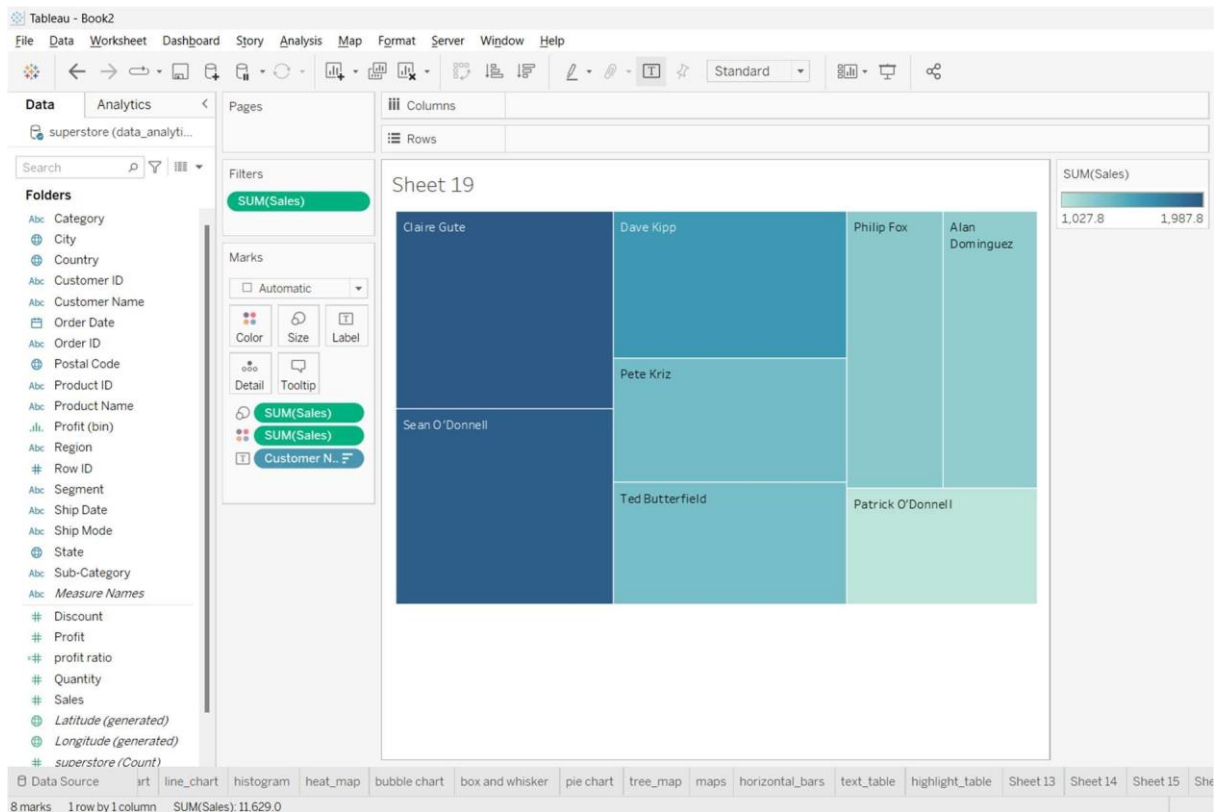 Tableau - Book2
File Data Worksheet Dashboard Story Analysis Map Format Server Window Help
Standard
Data Analytics
superstore (data_analyti...
Search
Folders
Abc Category
City
Country
Abc Customer ID
Abc Customer Name
Order Date
Abc Order ID
Postal Code
Abc Product ID
Abc Product Name
Profit (bin)
Abc Region
# Row ID
Abc Segment
Abc Ship Date
Abc Ship Mode
State
Abc Sub-Category
Abc Measure Names
# Discount
# Profit
=# profit ratio
# Quantity
# Sales
Latitude (generated)
Longitude (generated)
# superstore (Count)
Pages
Filters
SUM(Sales)
Marks
Automatic
Color Size Label
Detail Tooltip
SUM(Sales)
SUM(Sales)
Customer N..
Columns
Rows
Sheet 19
Claire Gute
Sean O'Donnell
Dave Kipp
Pete Kriz
Ted Butterfield
Philip Fox
Alan
Dominguez
Patrick O'Donnell
SUM(Sales)
1,027.8 1,987.8
Data Source art line_chart histogram heat_map bubble chart box and whisker pie chart tree_map maps horizontal_bars text_table highlight_table Sheet 13 Sheet 14 Sheet 15 She
8 marks 1 row by 1 column SUM(Sales): 11,629.0